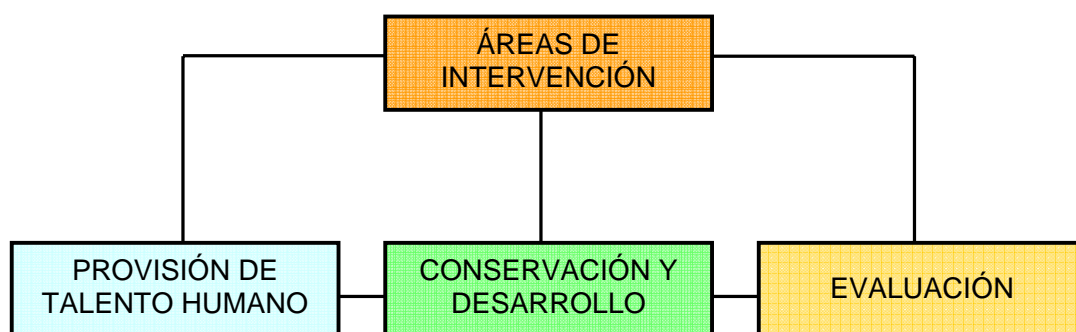 ÁREAS DE
INTERVENCIÓN
PROVISIÓN DE
TALENTO HUMANO
CONSERVACIÓN Y
DESARROLLO
EVALUACIÓN